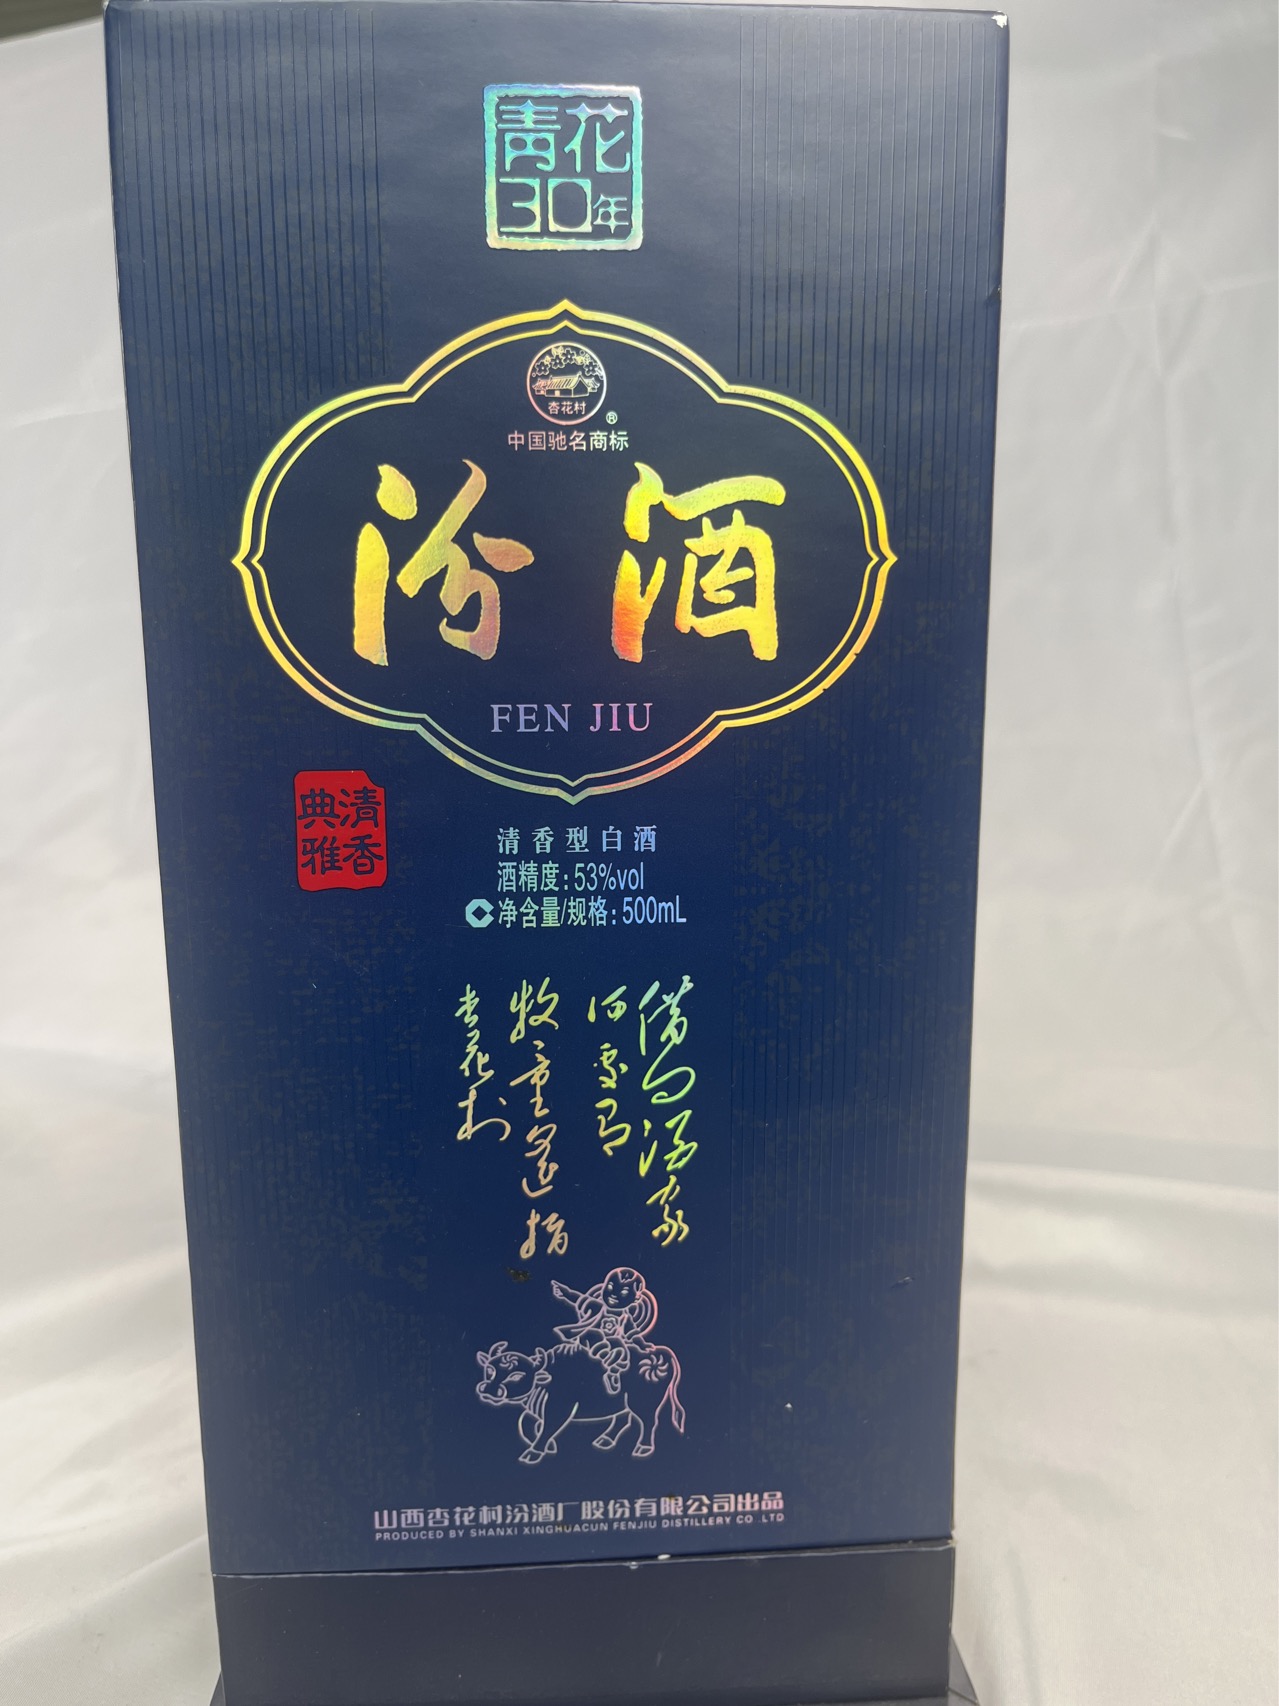 青花
30年
杏花村
®
中国驰名商标
汾酒
FEN JIU
清香
典雅
清香型白酒
酒精度:53%vol
净含量/规格:500mL
借问酒家
何处有
牧童遥指
杏花村
山西杏花村汾酒厂股份有限公司出品
PRODUCED BY SHANXI XINGHUACUN FENJIU DISTILLERY CO .,LTD.